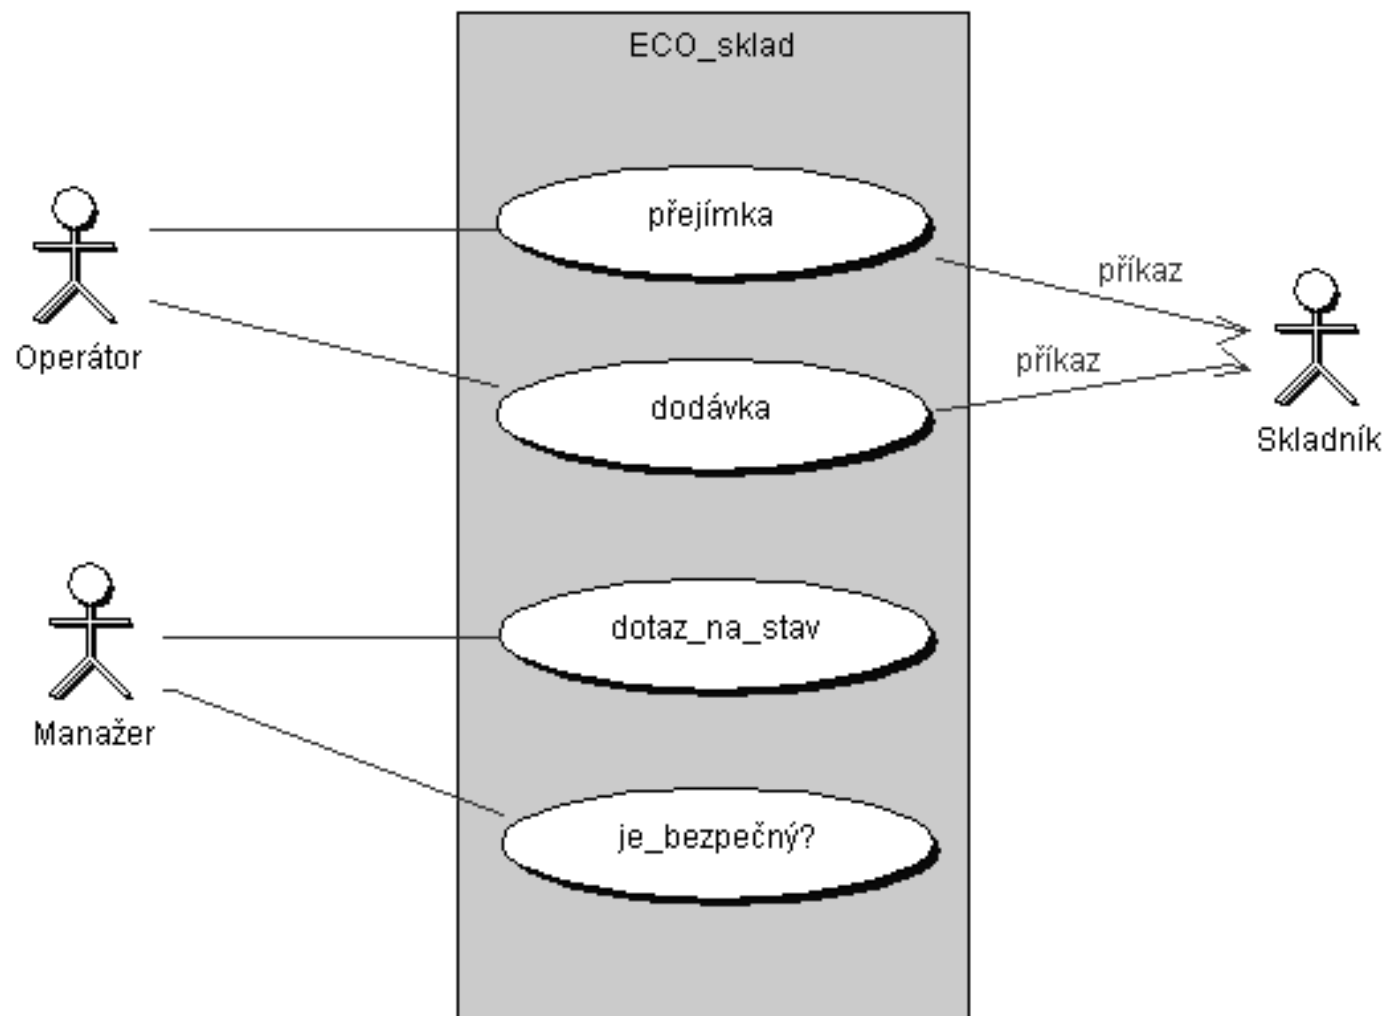 ECO_sklad
přejímka
příkaz
Operátor
příkaz
dodávka
Skladník
dotaz_na_stav
Manažer
je_bezpečný?